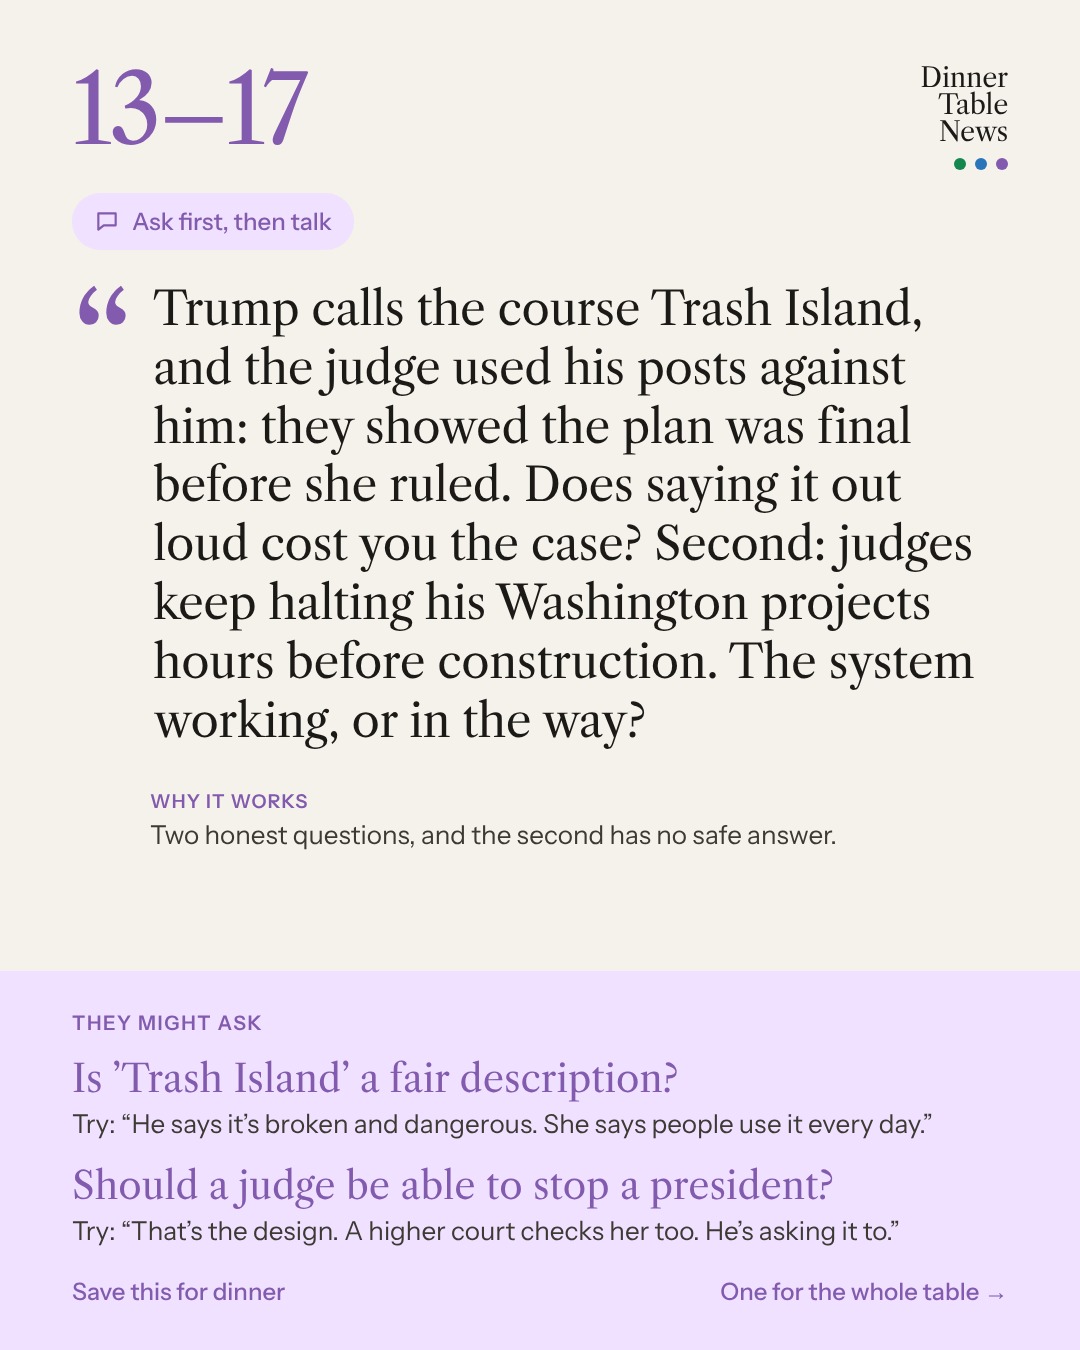 13–17
Dinner
Table
News
Ask first, then talk
“ Trump calls the course Trash Island,
and the judge used his posts against
him: they showed the plan was final
before she ruled. Does saying it out
loud cost you the case? Second: judges
keep halting his Washington projects
hours before construction. The system
working, or in the way?
WHY IT WORKS
Two honest questions, and the second has no safe answer.
THEY MIGHT ASK
Is ’Trash Island’ a fair description?
Try: “He says it’s broken and dangerous. She says people use it every day.”
Should a judge be able to stop a president?
Try: “That’s the design. A higher court checks her too. He’s asking it to.”
Save this for dinner
One for the whole table →